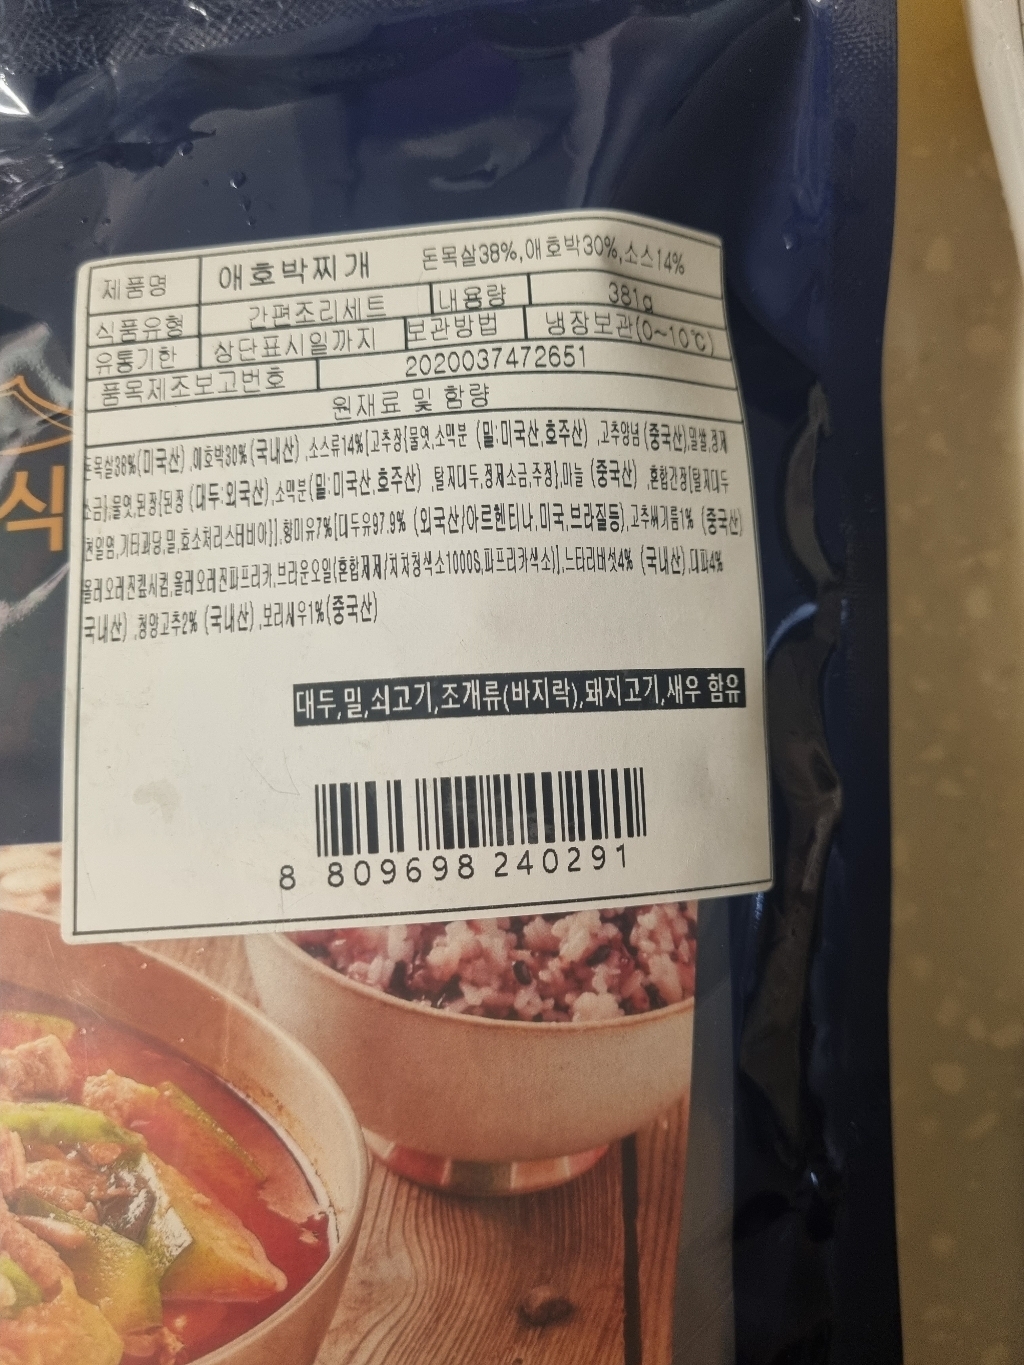 제품명 애호박찌개 돈목살38%,애호박30%,소스14%
식품유형 간편조리세트 내용량 381g
유통기한 상단표시일까지 보관방법 냉장보관(0~10℃)
품목제조보고번호 2020037472651
원재료 및 함량
돈목살38%(미국산),애호박30%(국내산),소스류14%[고추장{물엿,소맥분(밀:미국산,호주산),고추양념(중국산),밀쌀,정제
소금},물엿,된장{된장(대두:외국산),소맥분(밀:미국산,호주산),탈지대두,정제소금,주정},마늘(중국산),혼합간장{탈지대두
천일염,기타과당,밀,효소처리스테비아}],향미유7%[대두유97.9%(외국산/아르헨티나,미국,브라질등),고추씨기름1%(중국산)
올레오레진캪시컴,올레오레진파프리카,브라운오일(혼합제제/치자청색소1000S,파프리카색소)],느타리버섯4%(국내산),대파4%
국내산),청양고추2%(국내산),보리새우1%(중국산)
대두,밀,쇠고기,조개류(바지락),돼지고기,새우 함유
8 809698 240291
식